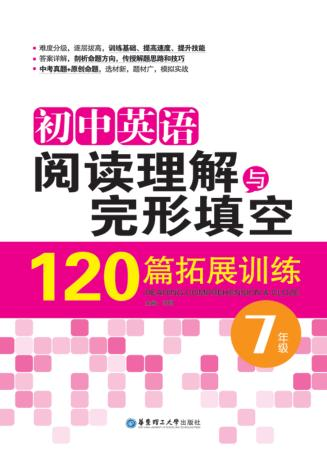 • 难度分级，逐层拔高，训练基础、提高速度、提升技能
• 答案详解，剖析命题方向，传授解题思路和技巧
• 中考真题+原创命题，选材新、题材广，模拟实战
初中英语
阅读理解与
完形填空
120篇拓展训练
READING COMPREHENSION & CLOZE
7年级
华东理工大学出版社